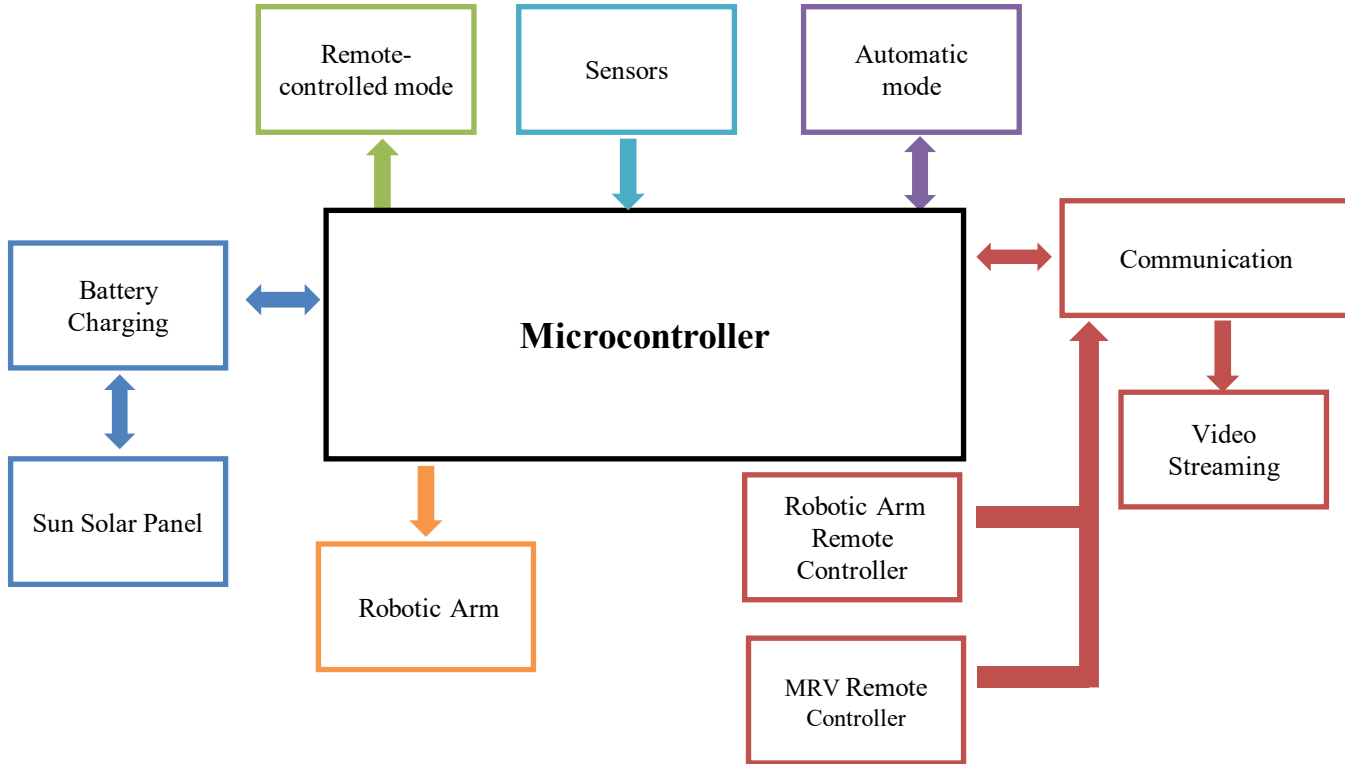 Remote-
controlled mode
Sensors
Automatic
mode
Battery
Charging
Microcontroller
Communication
Sun Solar Panel
Video
Streaming
Robotic Arm
Robotic Arm
Remote
Controller
MRV Remote
Controller